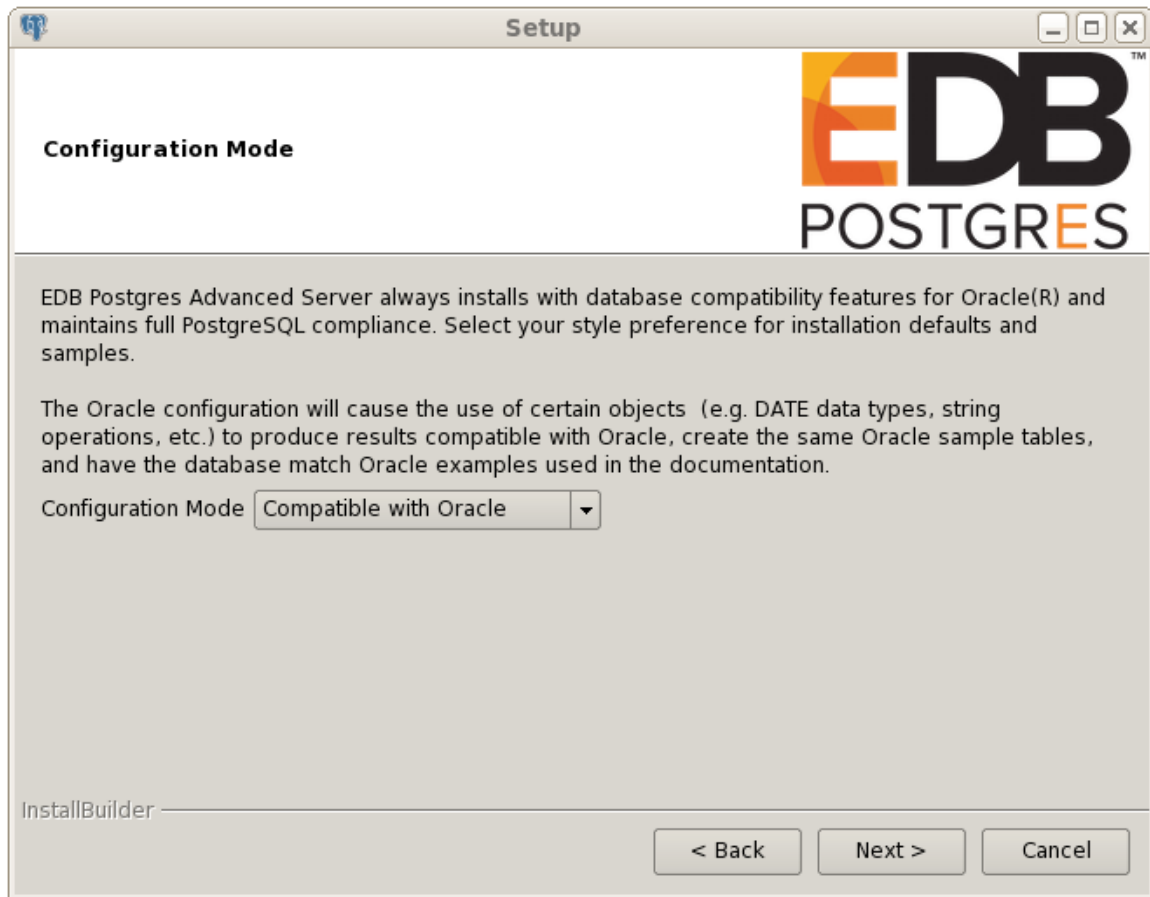 Setup
EDB™
POSTGRES
Configuration Mode
EDB Postgres Advanced Server always installs with database compatibility features for Oracle(R) and
maintains full PostgreSQL compliance. Select your style preference for installation defaults and
samples.
The Oracle configuration will cause the use of certain objects  (e.g. DATE data types, string
operations, etc.) to produce results compatible with Oracle, create the same Oracle sample tables,
and have the database match Oracle examples used in the documentation.
Configuration Mode Compatible with Oracle
InstallBuilder
< Back Next > Cancel